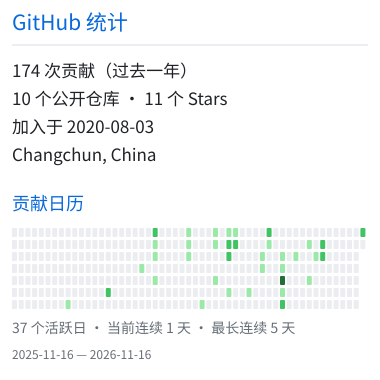 GitHub 统计
174 次贡献（过去一年）
10 个公开仓库 · 11 个 Stars
加入于 2020-08-03
Changchun, China
贡献日历
37 个活跃日 · 当前连续 1 天 · 最长连续 5 天
2025-11-16 — 2026-11-16